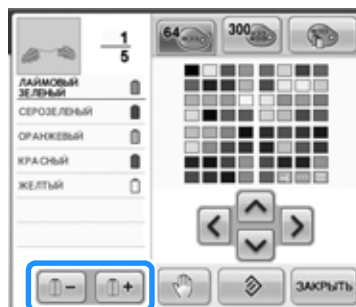 1
5
64
300
ЛАЙМОВЫЙ
ЗЕЛЕНЫЙ
СЕРОЗЕЛЕНЫЙ
ОРАНЖЕВЫЙ
КРАСНЫЙ
ЖЕЛТЫЙ
ЗАКРЫТЬ